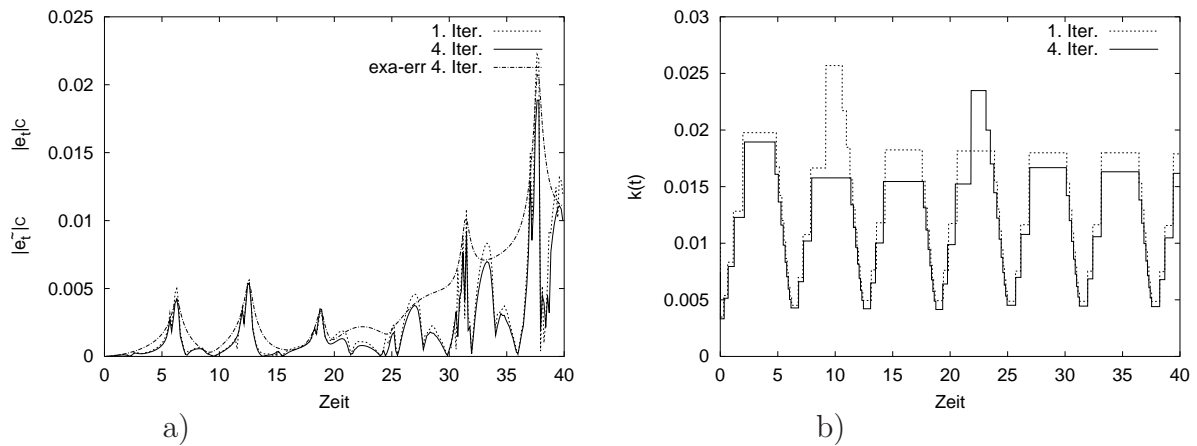 0.025
0.02
0.015
0.01
0.005
0
|e_t|c
|e_t~|c
1. Iter.
4. Iter.
exa-err 4. Iter.
0 5 10 15 20 25 30 35 40
Zeit
a)
0.03
0.025
0.02
0.015
0.01
0.005
0
k(t)
1. Iter.
4. Iter.
0 5 10 15 20 25 30 35 40
Zeit
b)